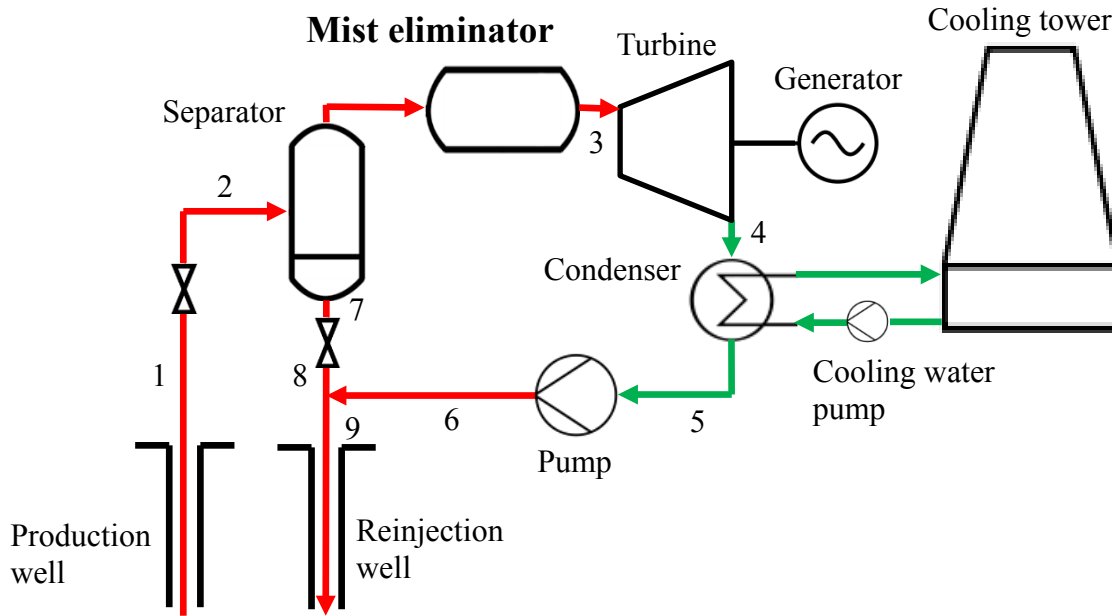 Mist eliminator
Turbine
Cooling tower
Generator
Separator
3
2
4
Condenser
7
1
8
Cooling water
pump
6
5
9
Pump
Production
well
Reinjection
well